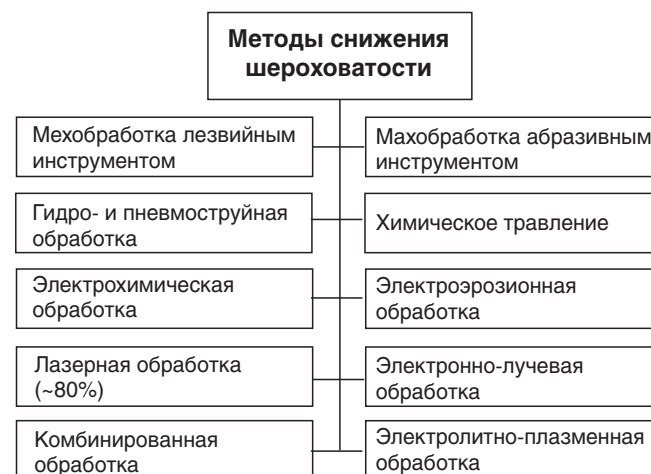 Методы снижения
шероховатости
Мехобработка лезвийным
инструментом
Махобработка абразивным
инструментом
Гидро- и пневмоструйная
обработка
Химическое травление
Электрохимическая
обработка
Электроэрозионная
обработка
Лазерная обработка
(~80%)
Электронно-лучевая
обработка
Комбинированная
обработка
Электролитно-плазменная
обработка